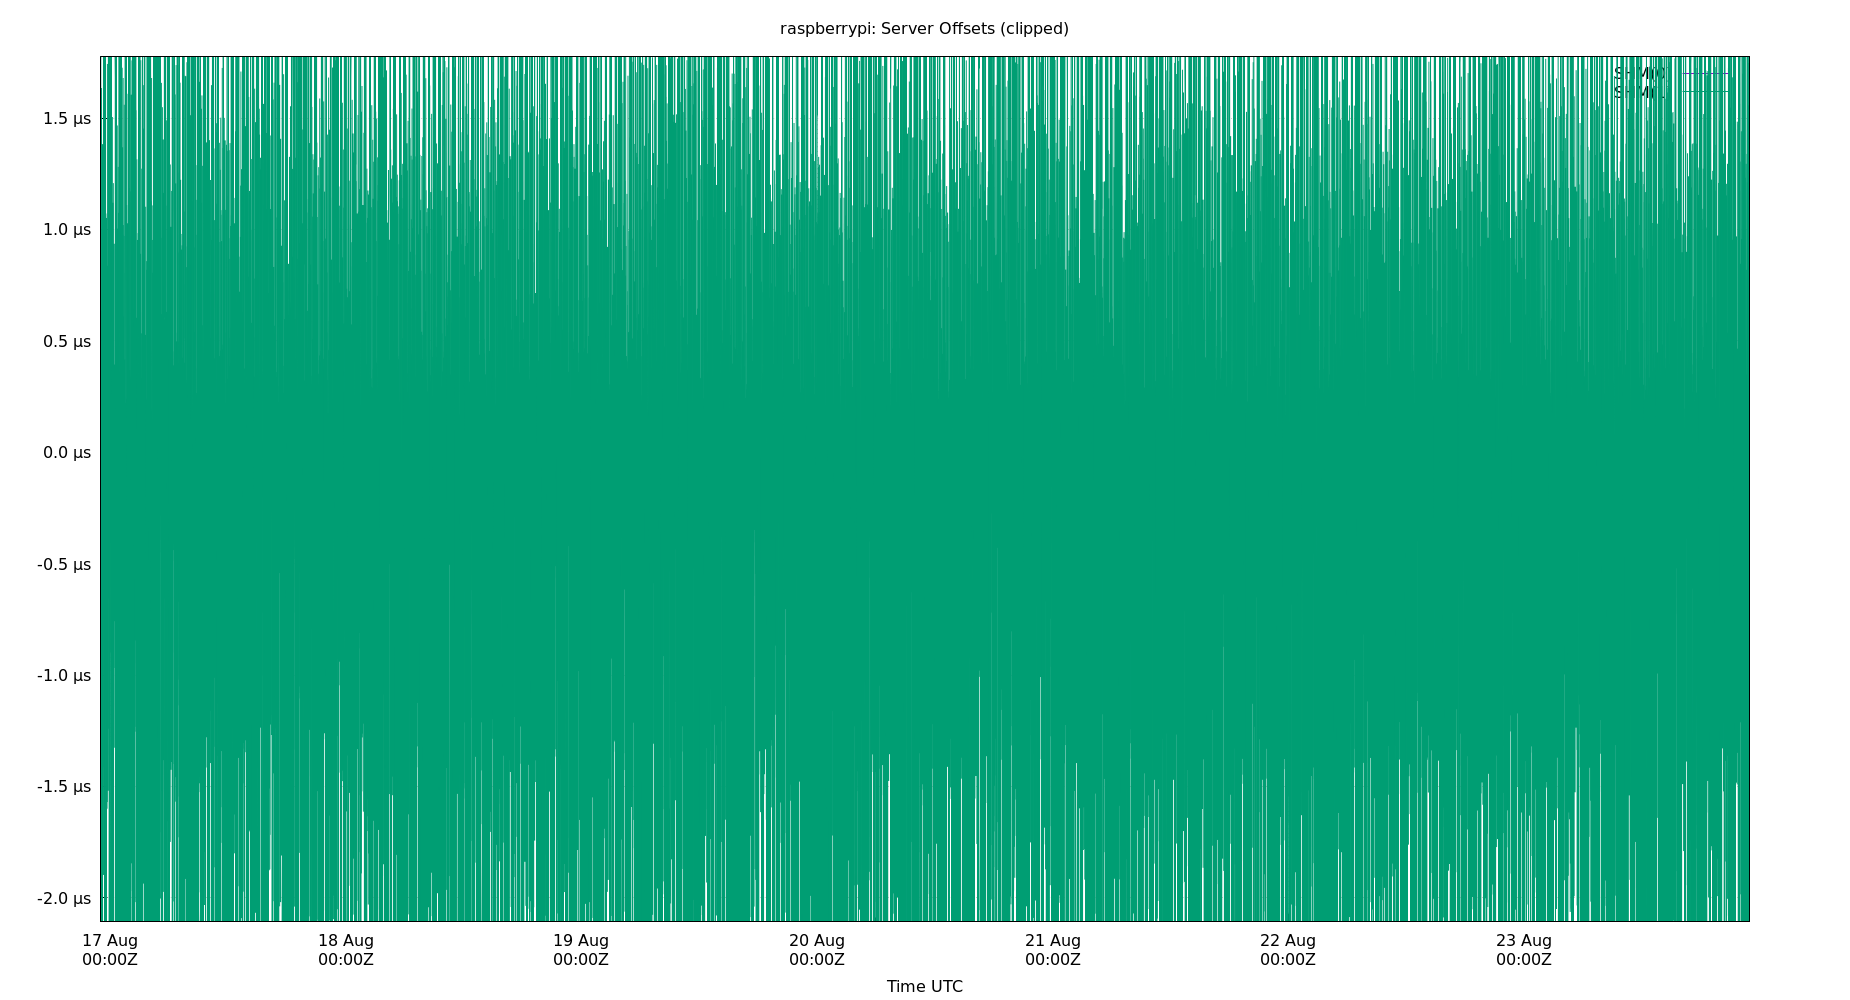 raspberrypi: Server Offsets (clipped)
1.5 µs
1.0 µs
0.5 µs
0.0 µs
-0.5 µs
-1.0 µs
-1.5 µs
-2.0 µs
17 Aug 18 Aug 19 Aug 20 Aug 21 Aug 22 Aug 23 Aug
00:00Z 00:00Z 00:00Z 00:00Z 00:00Z 00:00Z 00:00Z
Time UTC